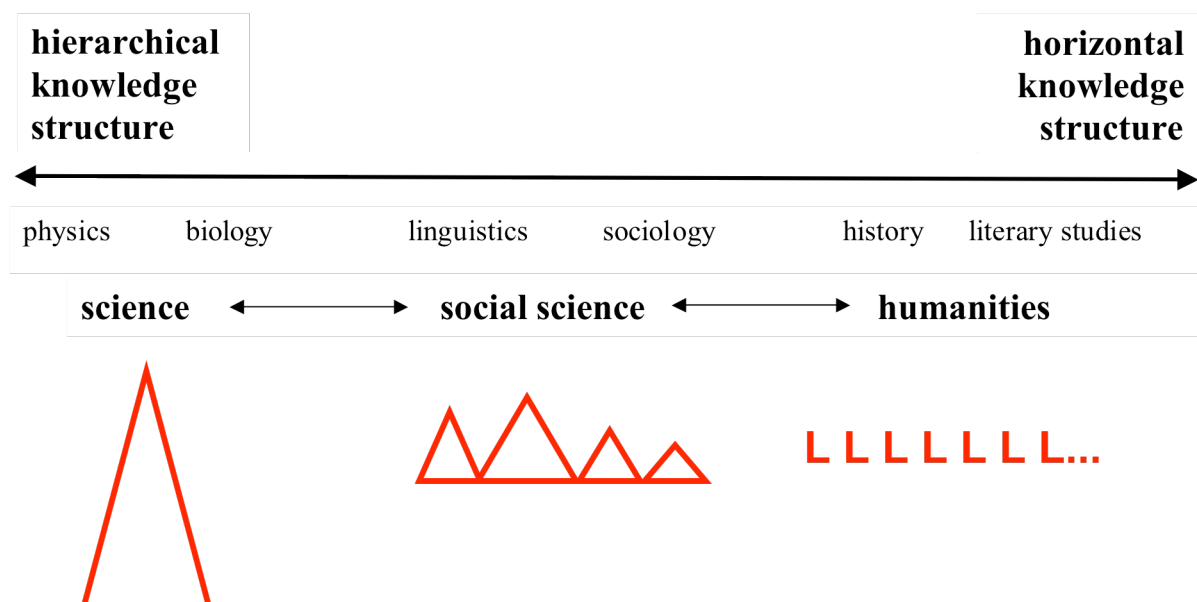 hierarchical
knowledge
structure
horizontal
knowledge
structure
physics biology linguistics sociology history literary studies
science social science humanities
L L L L L L L...